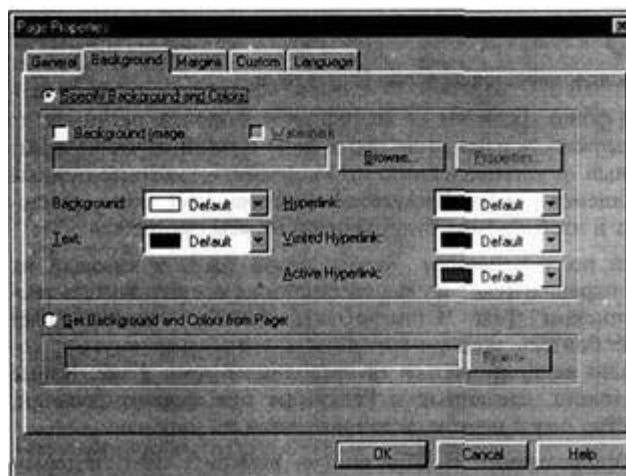 Page Properties
General Background Margins Custom Language
Specify Background and Colors
Background Image Watermark
Browse... Properties...
Background: Default Hyperlink: Default
Text: Default Visited Hyperlink: Default
Active Hyperlink: Default
Get Background and Colours from Page:
Browse...
OK Cancel Help